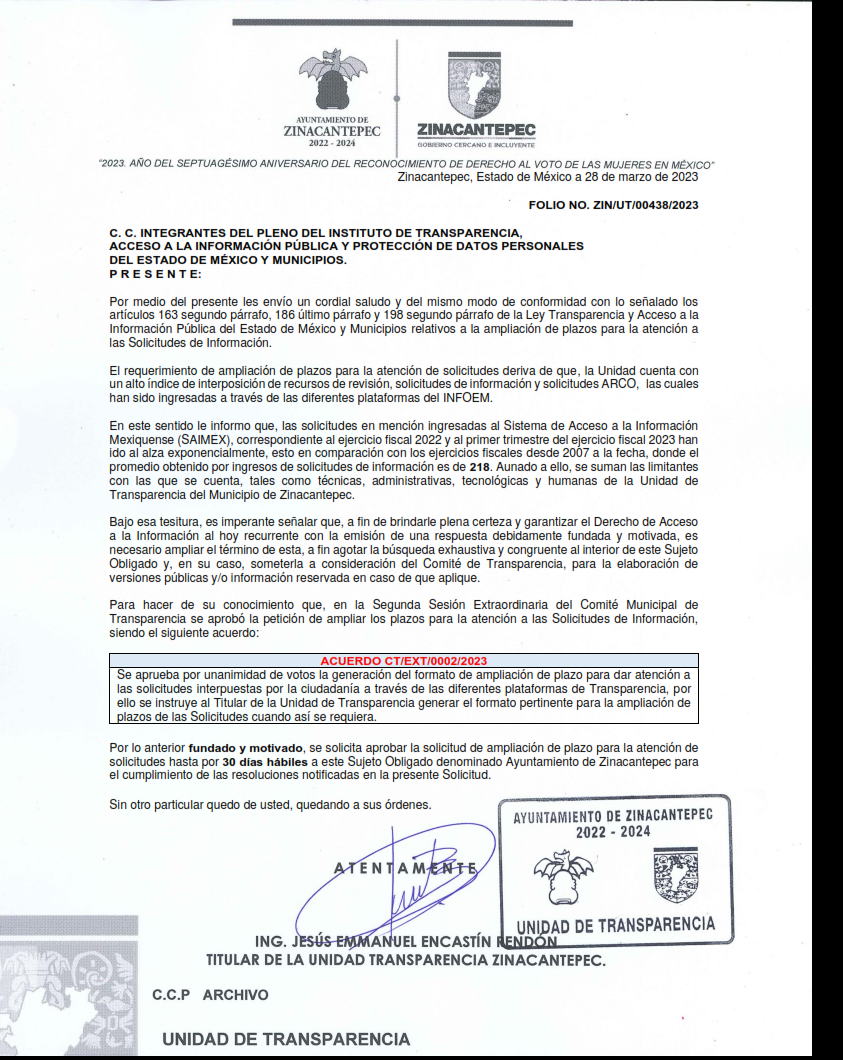 AYUNTAMIENTO DE
ZINACANTEPEC
2022 - 2024
ZINACANTEPEC
GOBIERNO CERCANO E INCLUYENTE
"2023. AÑO DEL SEPTUAGÉSIMO ANIVERSARIO DEL RECONOCIMIENTO DE DERECHO AL VOTO DE LAS MUJERES EN MÉXICO"
Zinacantepec, Estado de México a 28 de marzo de 2023
FOLIO NO. ZIN/UT/00438/2023
C. C. INTEGRANTES DEL PLENO DEL INSTITUTO DE TRANSPARENCIA,
ACCESO A LA INFORMACIÓN PÚBLICA Y PROTECCIÓN DE DATOS PERSONALES
DEL ESTADO DE MÉXICO Y MUNICIPIOS.
P R E S E N T E:
Por medio del presente les envío un cordial saludo y del mismo modo de conformidad con lo señalado los
artículos 163 segundo párrafo, 186 último párrafo y 198 segundo párrafo de la Ley Transparencia y Acceso a la
Información Pública del Estado de México y Municipios relativos a la ampliación de plazos para la atención a
las Solicitudes de Información.
El requerimiento de ampliación de plazos para la atención de solicitudes deriva de que, la Unidad cuenta con
un alto índice de interposición de recursos de revisión, solicitudes de información y solicitudes ARCO, las cuales
han sido ingresadas a través de las diferentes plataformas del INFOEM.
En este sentido le informo que, las solicitudes en mención ingresadas al Sistema de Acceso a la Información
Mexiquense (SAIMEX), correspondiente al ejercicio fiscal 2022 y al primer trimestre del ejercicio fiscal 2023 han
ido al alza exponencialmente, esto en comparación con los ejercicios fiscales desde 2007 a la fecha, donde el
promedio obtenido por ingresos de solicitudes de información es de 218. Aunado a ello, se suman las limitantes
con las que se cuenta, tales como técnicas, administrativas, tecnológicas y humanas de la Unidad de
Transparencia del Municipio de Zinacantepec.
Bajo esa tesitura, es imperante señalar que, a fin de brindarle plena certeza y garantizar el Derecho de Acceso
a la Información al hoy recurrente con la emisión de una respuesta debidamente fundada y motivada, es
necesario ampliar el término de esta, a fin agotar la búsqueda exhaustiva y congruente al interior de este Sujeto
Obligado y, en su caso, someterla a consideración del Comité de Transparencia, para la elaboración de
versiones públicas y/o información reservada en caso de que aplique.
Para hacer de su conocimiento que, en la Segunda Sesión Extraordinaria del Comité Municipal de
Transparencia se aprobó la petición de ampliar los plazos para la atención a las Solicitudes de Información,
siendo el siguiente acuerdo:
ACUERDO CT/EXT/0002/2023
Se aprueba por unanimidad de votos la generación del formato de ampliación de plazo para dar atención a
las solicitudes interpuestas por la ciudadanía a través de las diferentes plataformas de Transparencia, por
ello se instruye al Titular de la Unidad de Transparencia generar el formato pertinente para la ampliación de
plazos de las Solicitudes cuando así se requiera.
Por lo anterior fundado y motivado, se solicita aprobar la solicitud de ampliación de plazo para la atención de
solicitudes hasta por 30 días hábiles a este Sujeto Obligado denominado Ayuntamiento de Zinacantepec para
el cumplimiento de las resoluciones notificadas en la presente Solicitud.
Sin otro particular quedo de usted, quedando a sus órdenes.
AYUNTAMIENTO DE ZINACANTEPEC
2022 - 2024
UNIDAD DE TRANSPARENCIA
A T E N T A M E N T E
ING. JESÚS EMMANUEL ENCASTÍN RENDÓN
TITULAR DE LA UNIDAD TRANSPARENCIA ZINACANTEPEC.
C.C.P ARCHIVO
UNIDAD DE TRANSPARENCIA